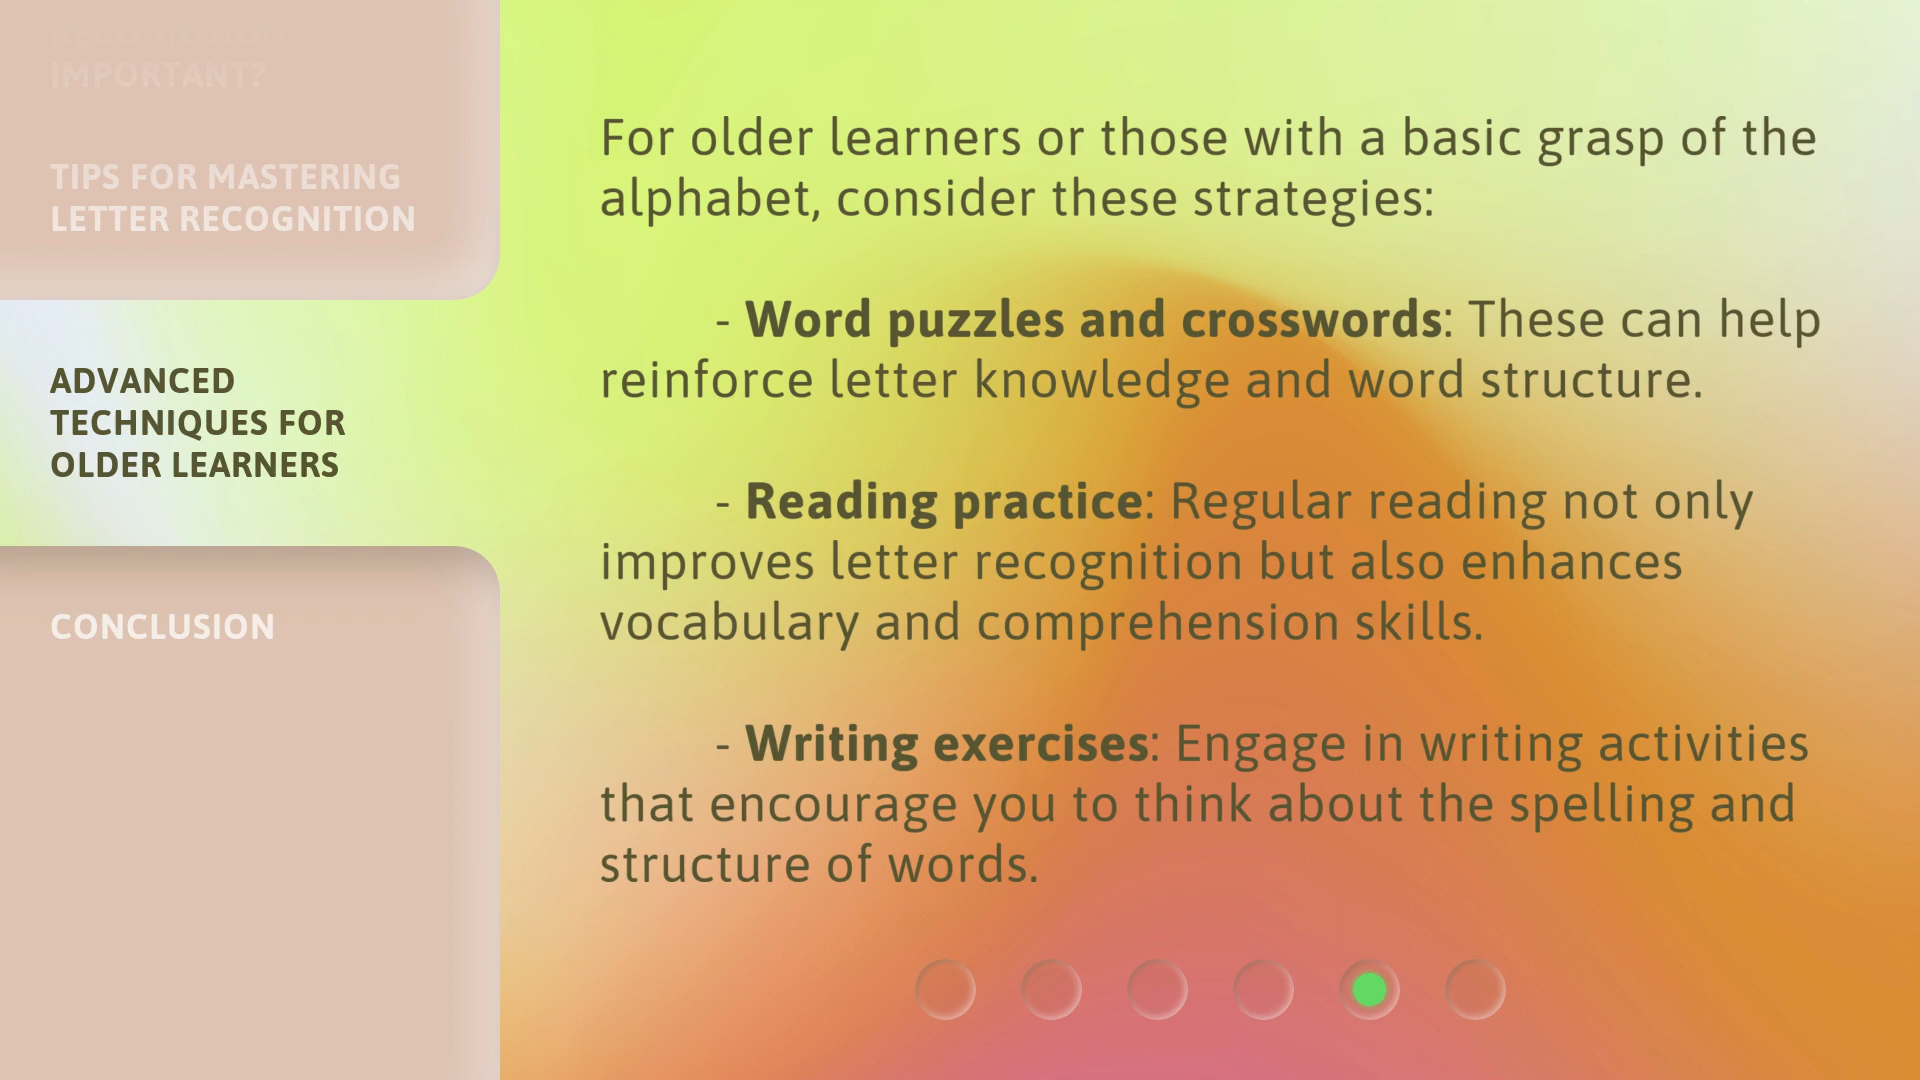 RECOGNITION
IMPORTANT?
TIPS FOR MASTERING
LETTER RECOGNITION
ADVANCED
TECHNIQUES FOR
OLDER LEARNERS
CONCLUSION
For older learners or those with a basic grasp of the
alphabet, consider these strategies:
- Word puzzles and crosswords: These can help
reinforce letter knowledge and word structure.
- Reading practice: Regular reading not only
improves letter recognition but also enhances
vocabulary and comprehension skills.
- Writing exercises: Engage in writing activities
that encourage you to think about the spelling and
structure of words.